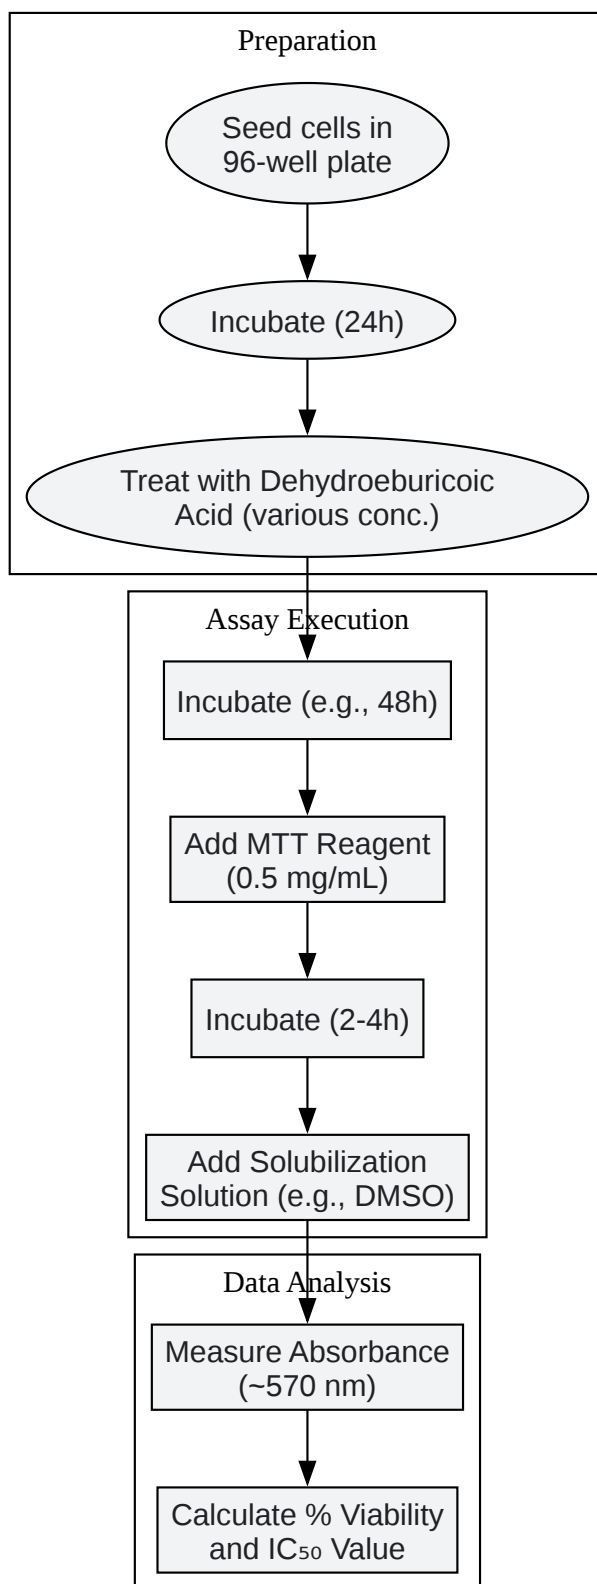 Preparation
Seed cells in
96-well plate
Incubate (24h)
Treat with Dehydroeburicoic
Acid (various conc.)
Assay Execution
Incubate (e.g., 48h)
Add MTT Reagent
(0.5 mg/mL)
Incubate (2-4h)
Add Solubilization
Solution (e.g., DMSO)
Data Analysis
Measure Absorbance
(~570 nm)
Calculate % Viability
and IC₅₀ Value